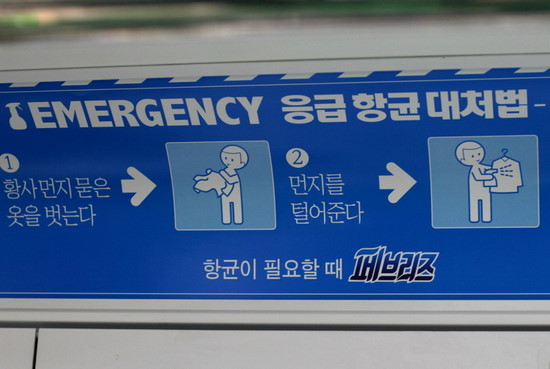 EMERGENCY 응급 항균 대처법
1
황사먼지 묻은
옷을 벗는다
2
먼지를
털어준다
항균이 필요할 때 페브리즈